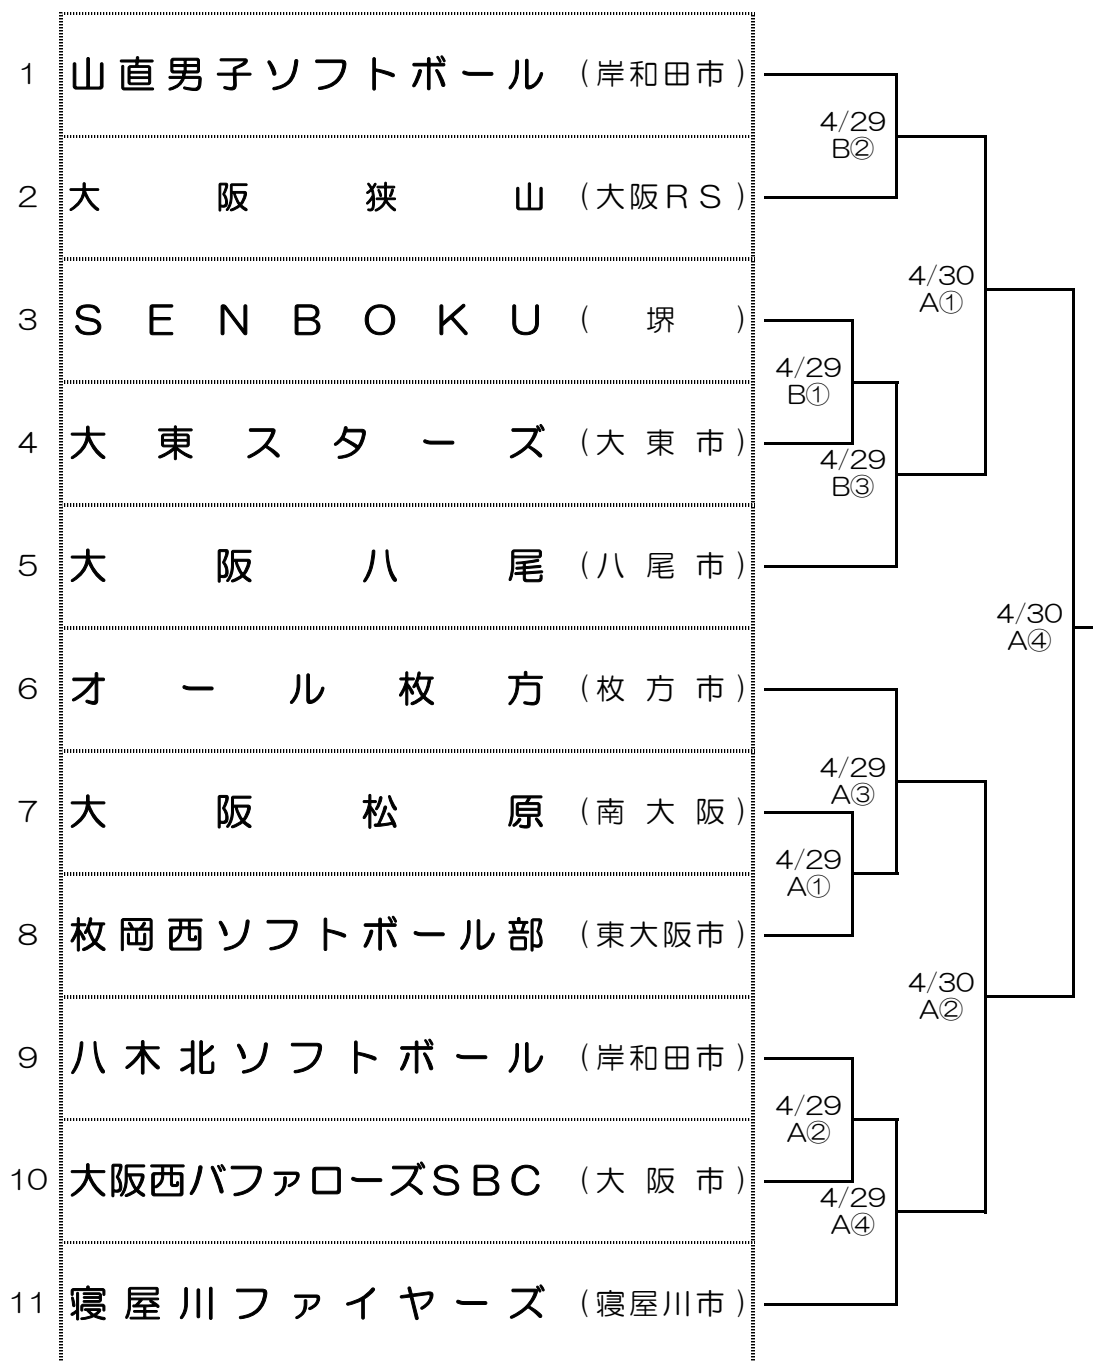 1 山直男子ソフトボール (岸和田市)
4/29
B②
2 大阪狭山 (大阪RS)
4/30
A①
3 SENBOKU (堺)
4/29
B①
4 大東スターズ (大東市)
4/29
B③
5 大阪八尾 (八尾市)
4/30
A④
6 オール枚方 (枚方市)
4/29
A③
7 大阪松原 (南大阪)
4/29
A①
8 枚岡西ソフトボール部 (東大阪市)
4/30
A②
9 八木北ソフトボール (岸和田市)
4/29
A②
10 大阪西バファローズSBC (大阪市)
4/29
A④
11 寝屋川ファイヤーズ (寝屋川市)